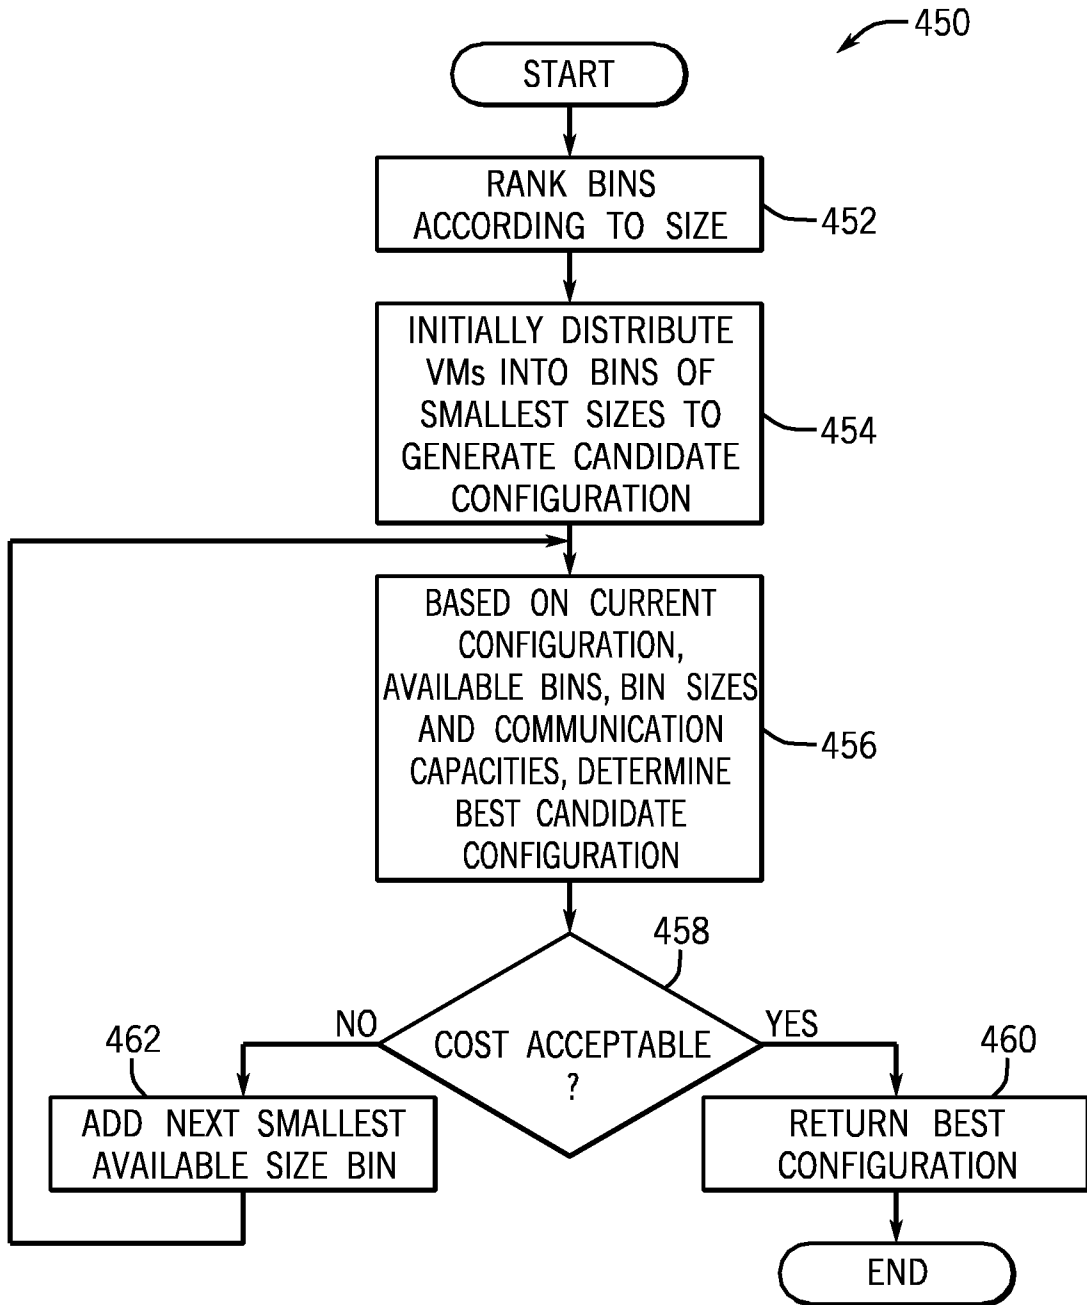 450
START
RANK BINS
ACCORDING TO SIZE
452
INITIALLY DISTRIBUTE
VMs INTO BINS OF
SMALLEST SIZES TO
GENERATE CANDIDATE
CONFIGURATION
454
BASED ON CURRENT
CONFIGURATION,
AVAILABLE BINS, BIN SIZES
AND COMMUNICATION
CAPACITIES, DETERMINE
BEST CANDIDATE
CONFIGURATION
456
458
COST ACCEPTABLE
?
NO
YES
462
ADD NEXT SMALLEST
AVAILABLE SIZE BIN
460
RETURN BEST
CONFIGURATION
END